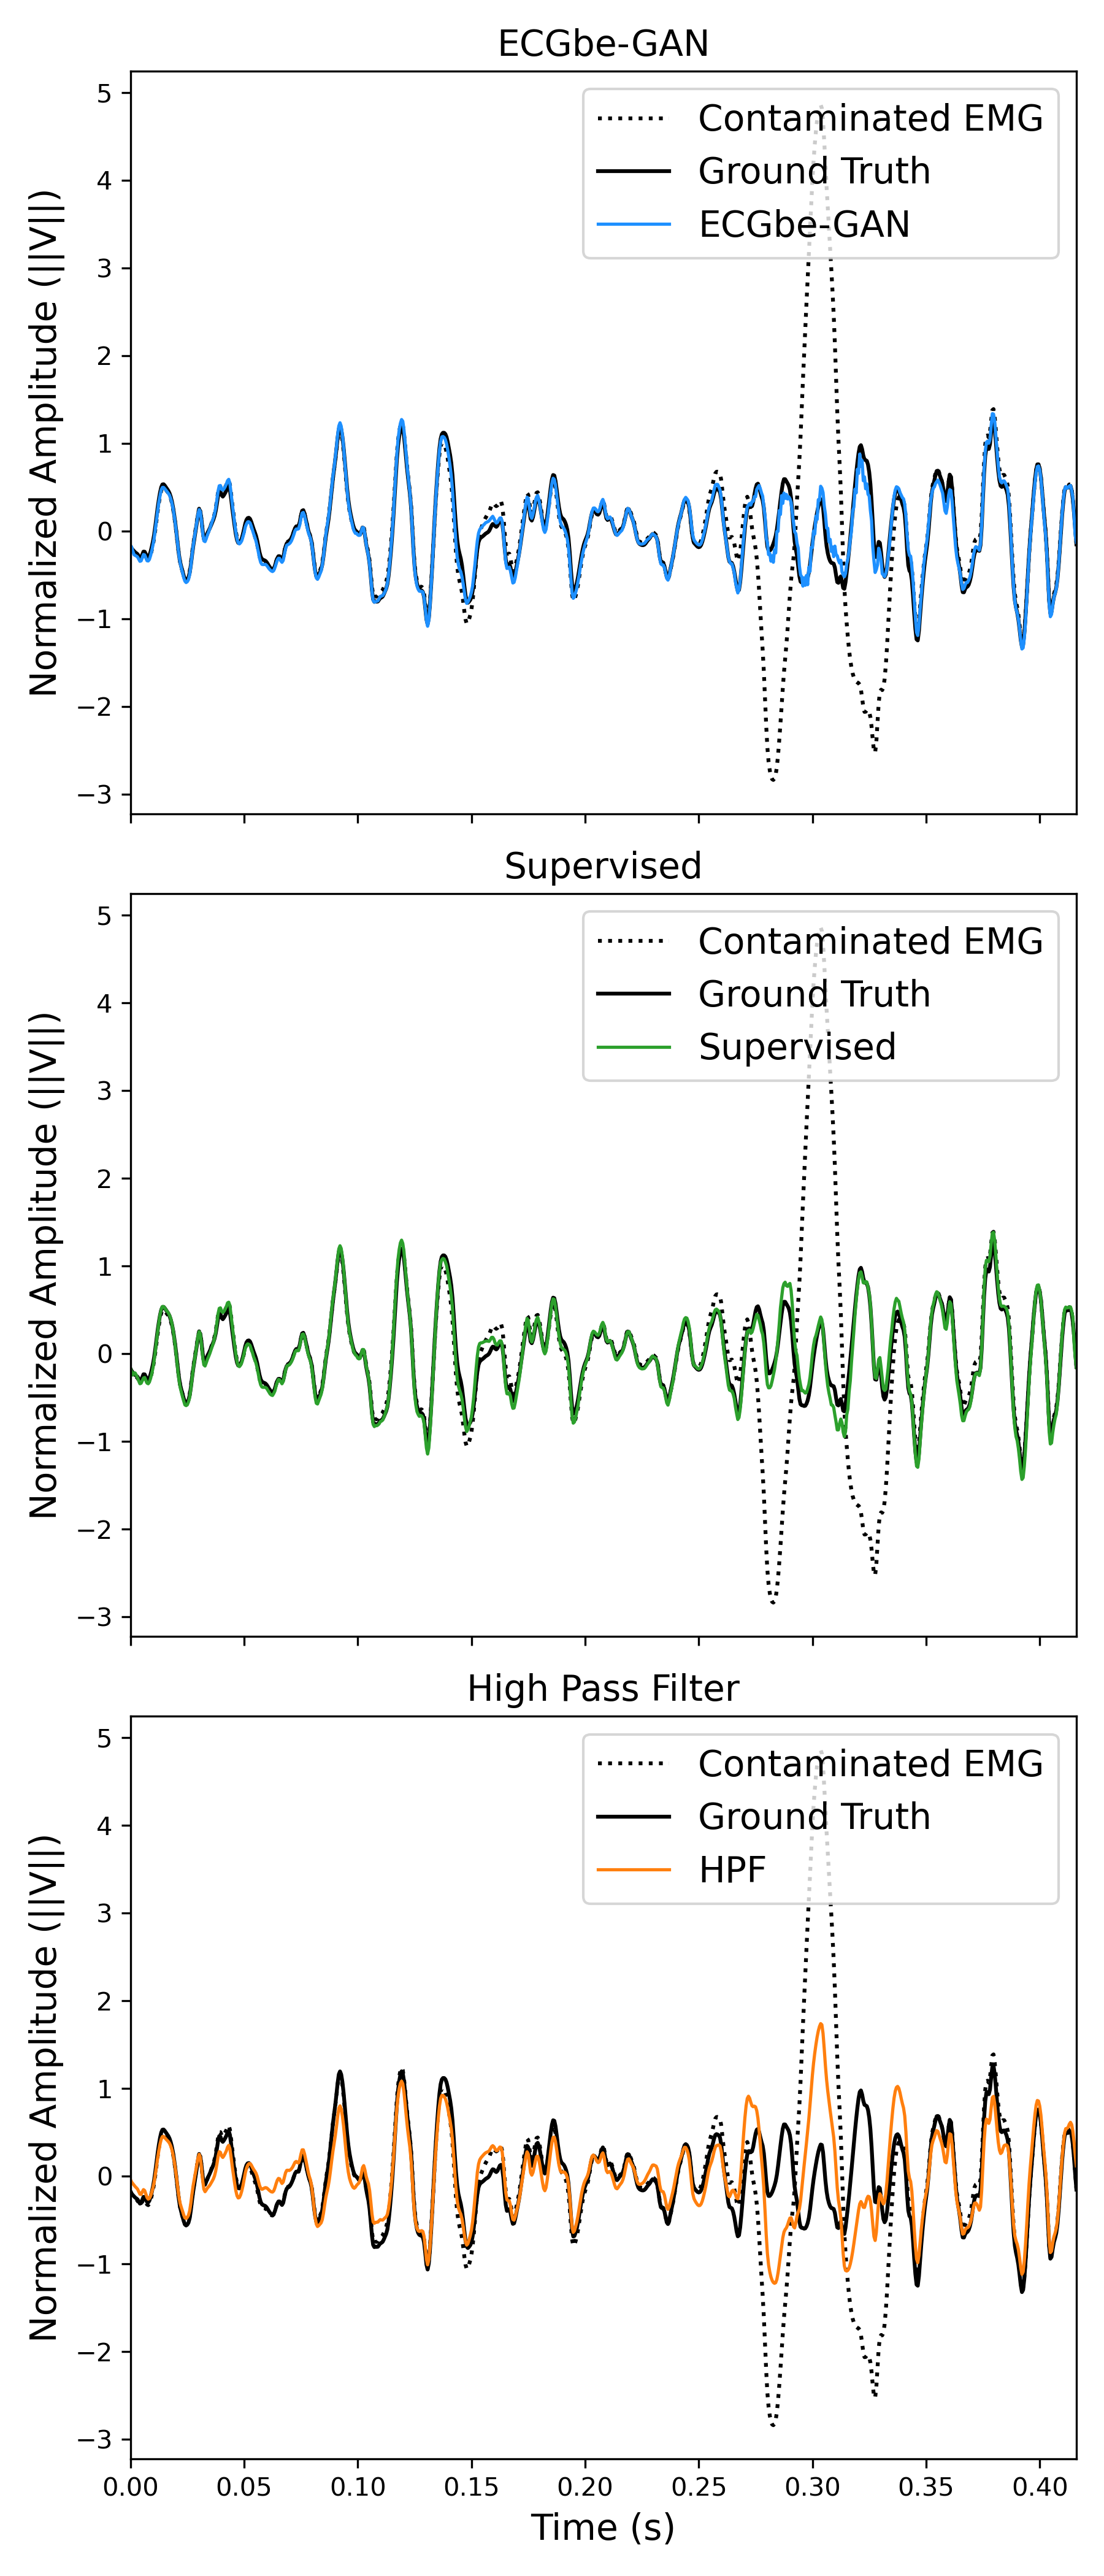 ECGbe-GAN
5
4
3
2
1
0
−1
−2
−3
Normalized Amplitude (||V||)
Contaminated EMG
Ground Truth
ECGbe-GAN
Supervised
5
4
3
2
1
0
−1
−2
−3
Normalized Amplitude (||V||)
Contaminated EMG
Ground Truth
Supervised
High Pass Filter
5
4
3
2
1
0
−1
−2
−3
Normalized Amplitude (||V||)
Contaminated EMG
Ground Truth
HPF
0.00 0.05 0.10 0.15 0.20 0.25 0.30 0.35 0.40
Time (s)